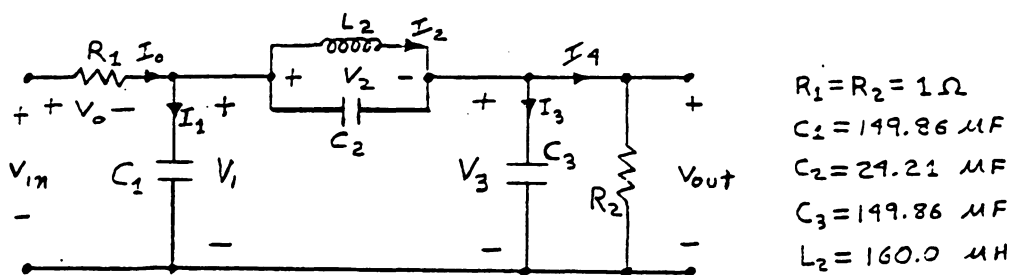 L₂ I₂
R₁ I₀ I₄
+ V₂ -
+ + V₀ - I₁ + C₂ + I₃ +
Vin C₁ V₁ V₃ C₃ R₂ Vout
- - - -
R₁ = R₂ = 1 Ω
C₁ = 149.86 μF
C₂ = 24.21 μF
C₃ = 149.86 μF
L₂ = 160.0 μH